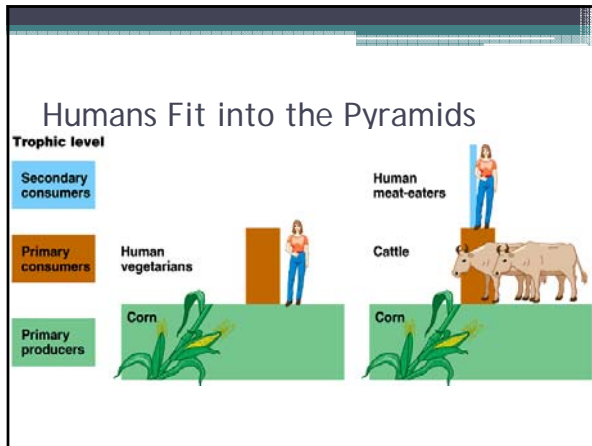 Humans Fit into the Pyramids
Trophic level
Secondary
consumers
Human
meat-eaters
Primary
consumers
Human
vegetarians
Cattle
Primary
producers
Corn
Corn